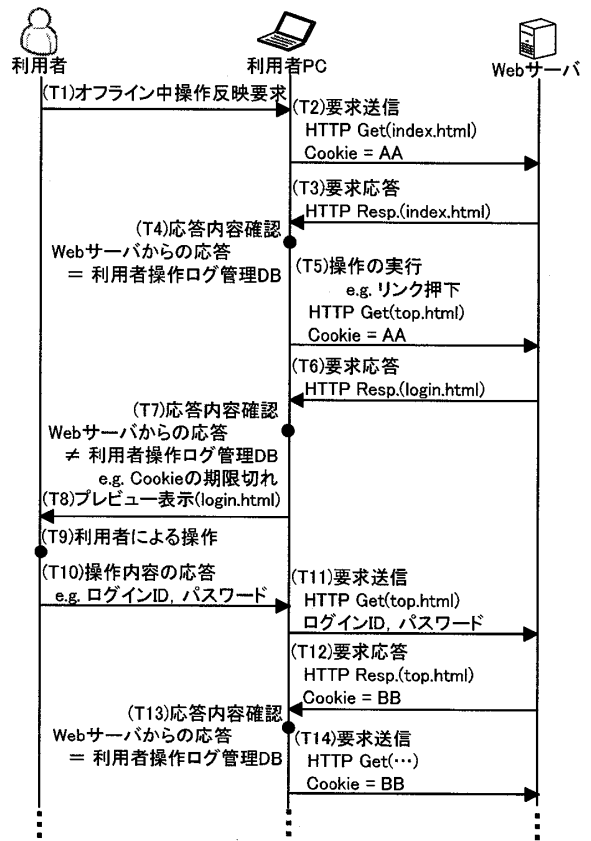 利用者
利用者PC
Webサーバ
(T1)オフライン中操作反映要求
(T2)要求送信
HTTP Get(index.html)
Cookie = AA
(T3)要求応答
HTTP Resp.(index.html)
(T4)応答内容確認
Webサーバからの応答
= 利用者操作ログ管理DB
(T5)操作の実行
e.g. リンク押下
HTTP Get(top.html)
Cookie = AA
(T6)要求応答
HTTP Resp.(login.html)
(T7)応答内容確認
Webサーバからの応答
≠ 利用者操作ログ管理DB
e.g. Cookieの期限切れ
(T8)プレビュー表示(login.html)
(T9)利用者による操作
(T10)操作内容の応答
e.g. ログインID, パスワード
(T11)要求送信
HTTP Get(top.html)
ログインID, パスワード
(T12)要求応答
HTTP Resp.(top.html)
Cookie = BB
(T13)応答内容確認
Webサーバからの応答
= 利用者操作ログ管理DB
(T14)要求送信
HTTP Get(…)
Cookie = BB